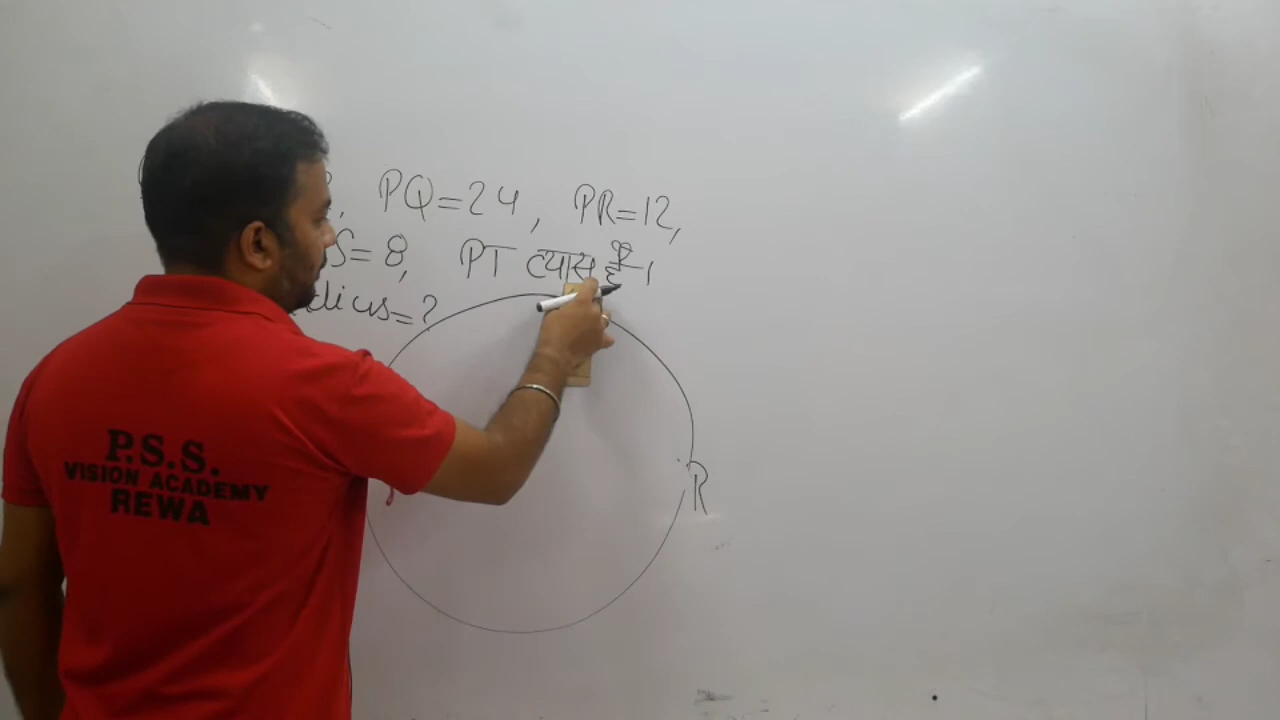 PQ=24, PR=12,
S=8, PT व्यास है।
dius=?
R
P.S.S.
VISION ACADEMY
REWA